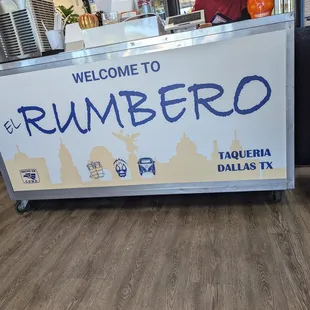 WELCOME TO
EL RUMBERO
TAQUERIA
DALLAS TX